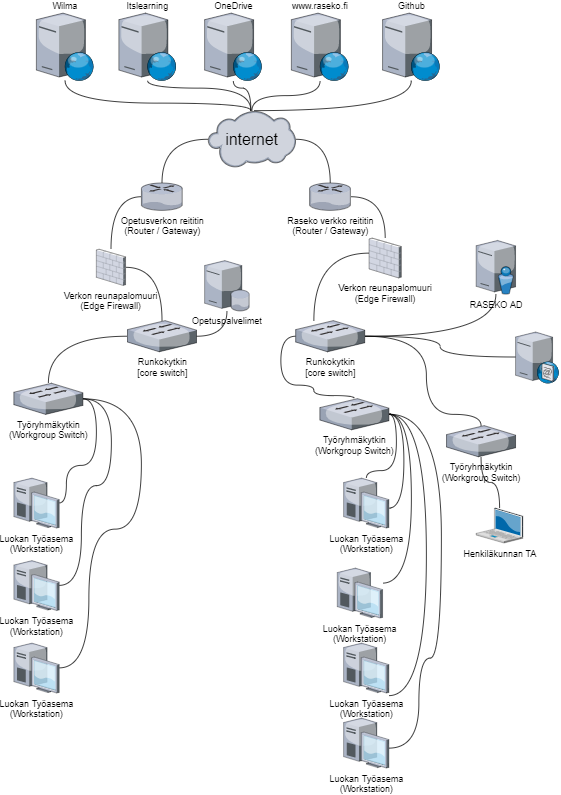 Wilma
Itslearning
OneDrive
www.raseko.fi
Github
internet
Opetusverkon reititin
(Router / Gateway)
Raseko verkko reititin
(Router / Gateway)
Verkon reunapalomuuri
(Edge Firewall)
Opetuspalvelimet
Verkon reunapalomuuri
(Edge Firewall)
RASEKO AD
Runkokytkin
[core switch]
Runkokytkin
[core switch]
@
Työryhmäkytkin
(Workgroup Switch)
Työryhmäkytkin
(Workgroup Switch)
Työryhmäkytkin
(Workgroup Switch)
Luokan Työasema
(Workstation)
Luokan Työasema
(Workstation)
Henkiläkunnan TA
Luokan Työasema
(Workstation)
Luokan Työasema
(Workstation)
Luokan Työasema
(Workstation)
Luokan Työasema
(Workstation)
Luokan Työasema
(Workstation)